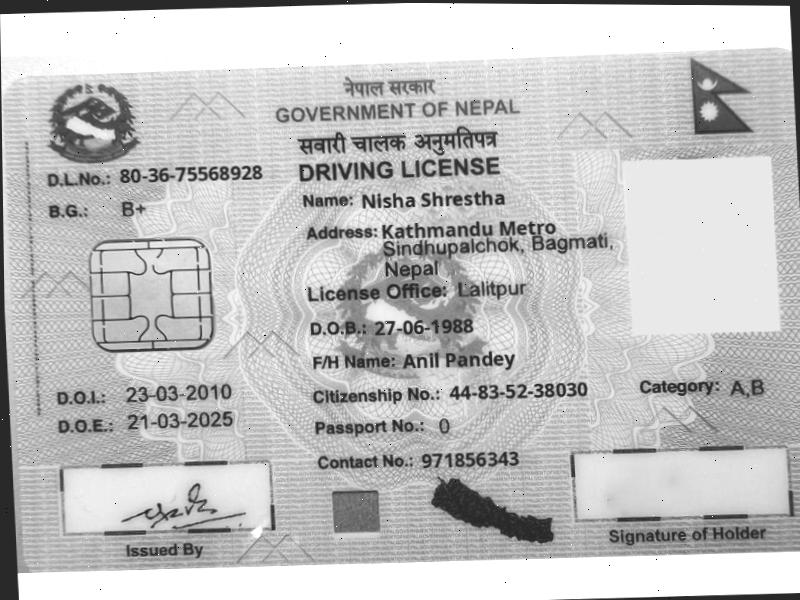 नेपाल सरकार
GOVERNMENT OF NEPAL
सवारी चालक अनुमतिपत्र
DRIVING LICENSE
D.L.No.: 80-36-75568928
B.G.: B+
Name: Nisha Shrestha
Address: Kathmandu Metro
Sindhupalchok, Bagmati,
Nepal
License Office: Lalitpur
D.O.B.: 27-06-1988
F/H Name: Anil Pandey
D.O.I.: 23-03-2010
Citizenship No.: 44-83-52-38030
Category: A,B
D.O.E.: 21-03-2025
Passport No.: 0
Contact No.: 971856343
Issued By
Signature of Holder